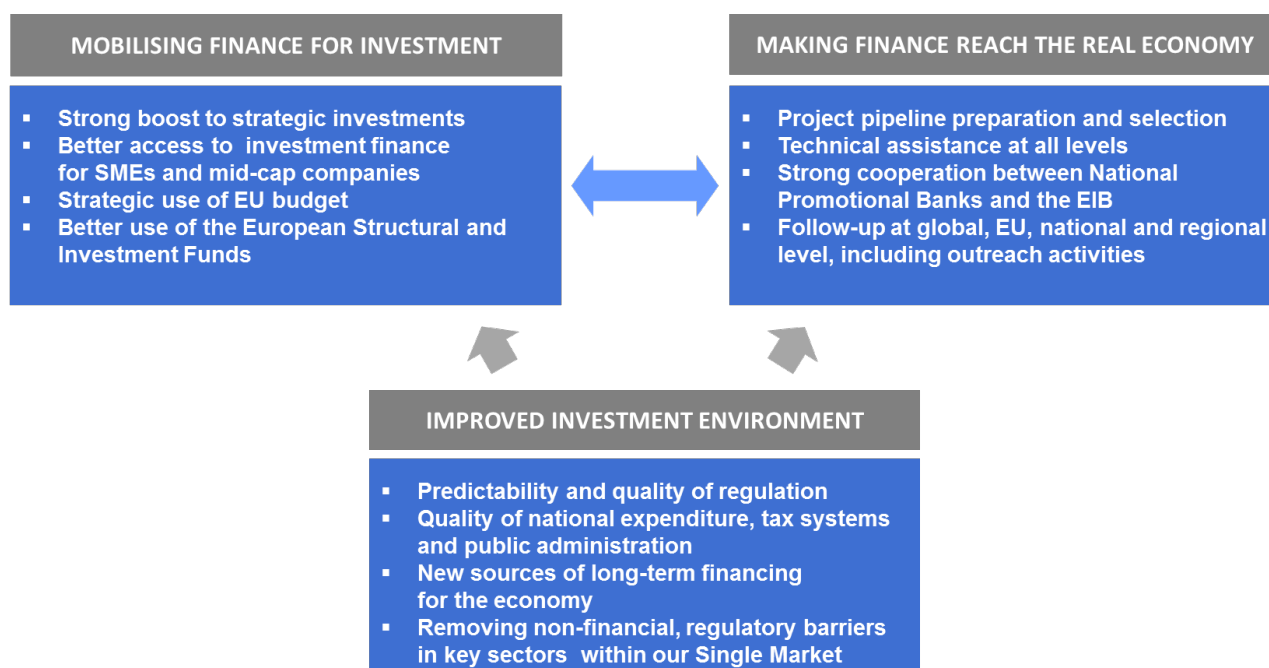 MOBILISING FINANCE FOR INVESTMENT
▪ Strong boost to strategic investments
▪ Better access to investment finance
for SMEs and mid-cap companies
▪ Strategic use of EU budget
▪ Better use of the European Structural and
Investment Funds
MAKING FINANCE REACH THE REAL ECONOMY
▪ Project pipeline preparation and selection
▪ Technical assistance at all levels
▪ Strong cooperation between National
Promotional Banks and the EIB
▪ Follow-up at global, EU, national and regional
level, including outreach activities
IMPROVED INVESTMENT ENVIRONMENT
▪ Predictability and quality of regulation
▪ Quality of national expenditure, tax systems
and public administration
▪ New sources of long-term financing
for the economy
▪ Removing non-financial, regulatory barriers
in key sectors within our Single Market